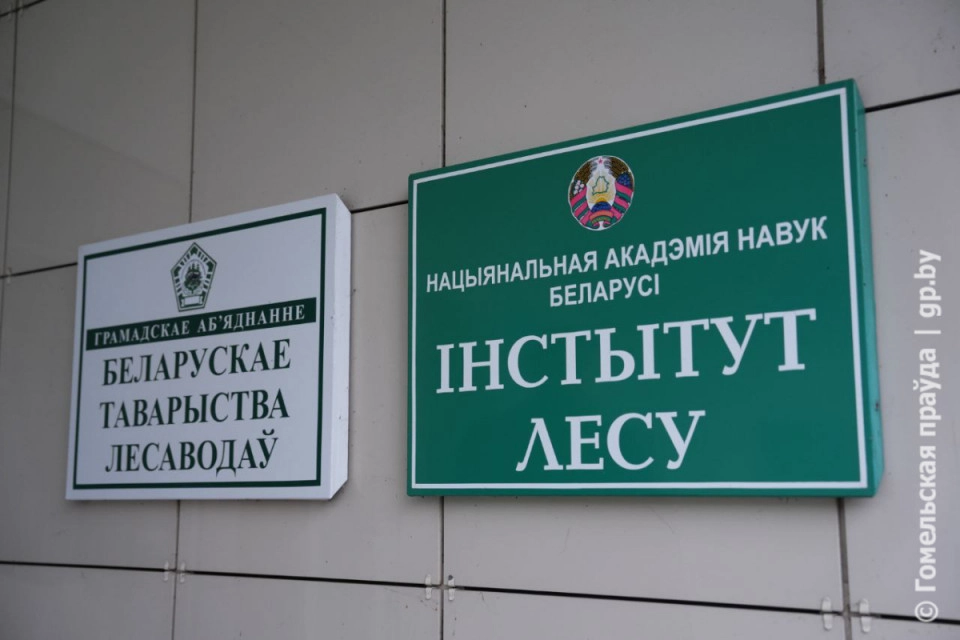 ГРАМАДСКАЕ АБ'ЯДНАННЕ
БЕЛАРУСКАЕ
ТАВАРЫСТВА
ЛЕСАВОДАЎ
НАЦЫЯНАЛЬНАЯ АКАДЭМІЯ НАВУК
БЕЛАРУСІ
ІНСТЫТУТ
ЛЕСУ
© Гомельская праўда | gp.by